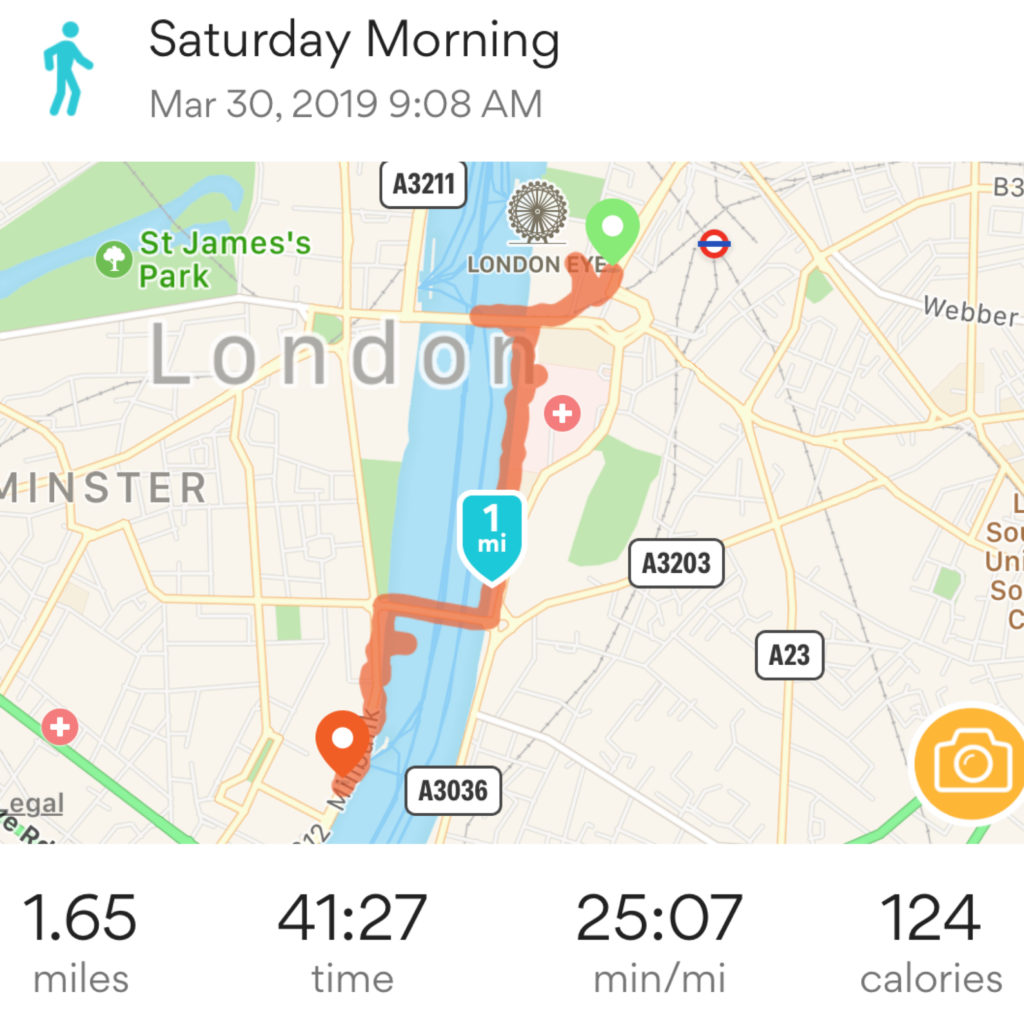 Saturday Morning
Mar 30, 2019 9:08 AM
A3211
B3
St James's
Park
LONDON EYE
Webber
London
MINSTER
1
mi
A3203
L
Sou
Uni
So
C
A23
Millbank
A3036
egal
e Rd
12
1.65
miles
41:27
time
25:07
min/mi
124
calories